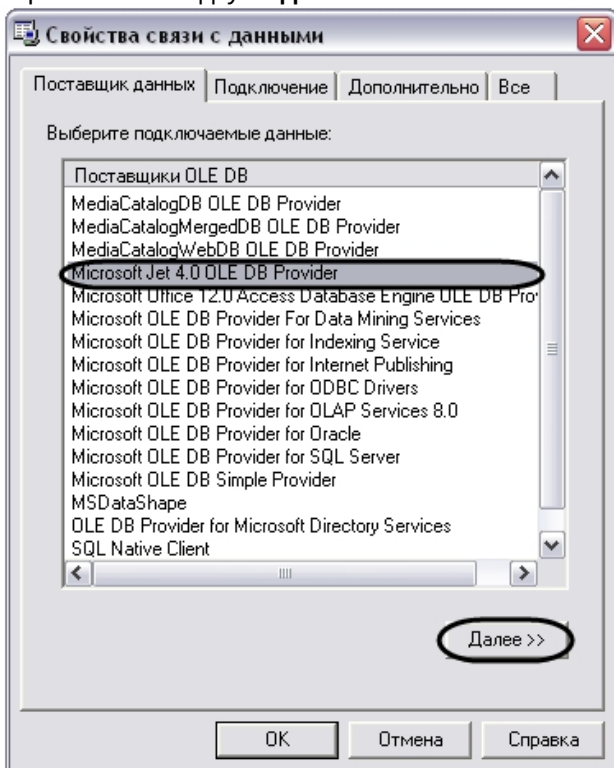 Свойства связи с данными
Поставщик данных Подключение Дополнительно Все
Выберите подключаемые данные:
Поставщики OLE DB
MediaCatalogDB OLE DB Provider
MediaCatalogMergedDB OLE DB Provider
MediaCatalogWebDB OLE DB Provider
Microsoft Jet 4.0 OLE DB Provider
Microsoft Office 12.0 Access Database Engine OLE DB Pro
Microsoft OLE DB Provider For Data Mining Services
Microsoft OLE DB Provider for Indexing Service
Microsoft OLE DB Provider for Internet Publishing
Microsoft OLE DB Provider for ODBC Drivers
Microsoft OLE DB Provider for OLAP Services 8.0
Microsoft OLE DB Provider for Oracle
Microsoft OLE DB Provider for SQL Server
Microsoft OLE DB Simple Provider
MSDataShape
OLE DB Provider for Microsoft Directory Services
SQL Native Client
Далее >>
OK Отмена Справка